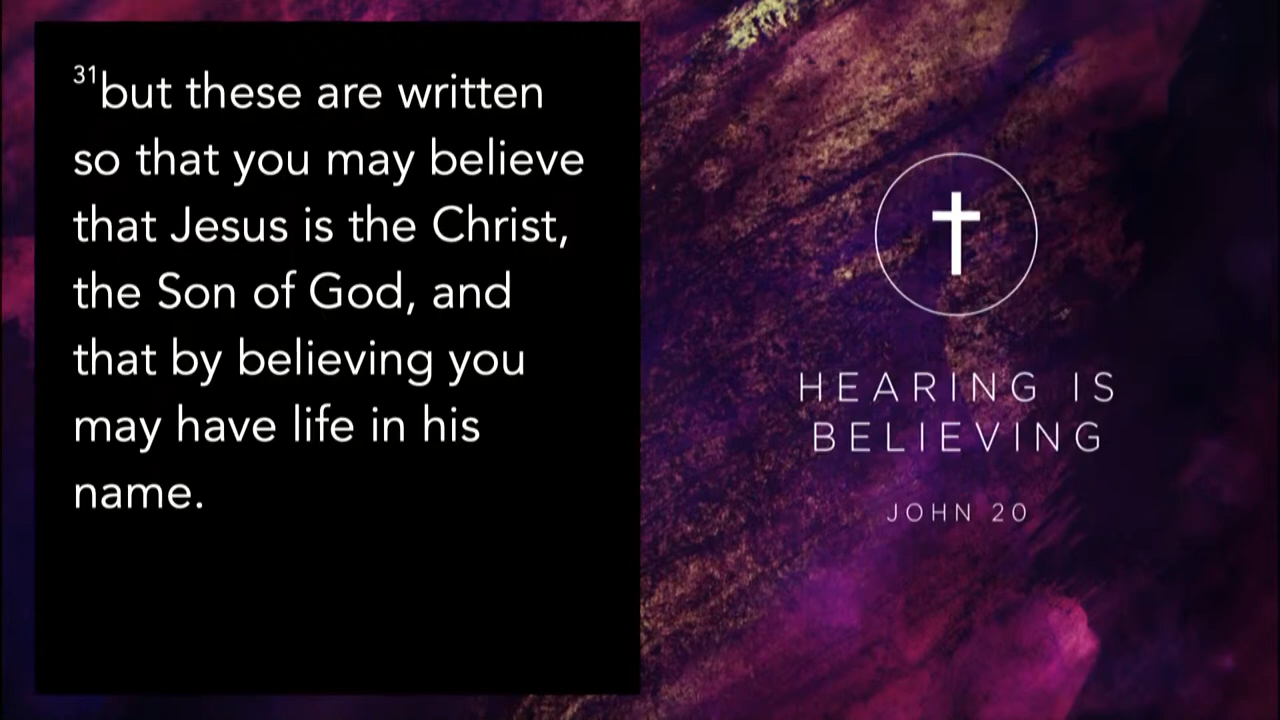 31but these are written
so that you may believe
that Jesus is the Christ,
the Son of God, and
that by believing you
may have life in his
name.
HEARING IS
BELIEVING
JOHN 20